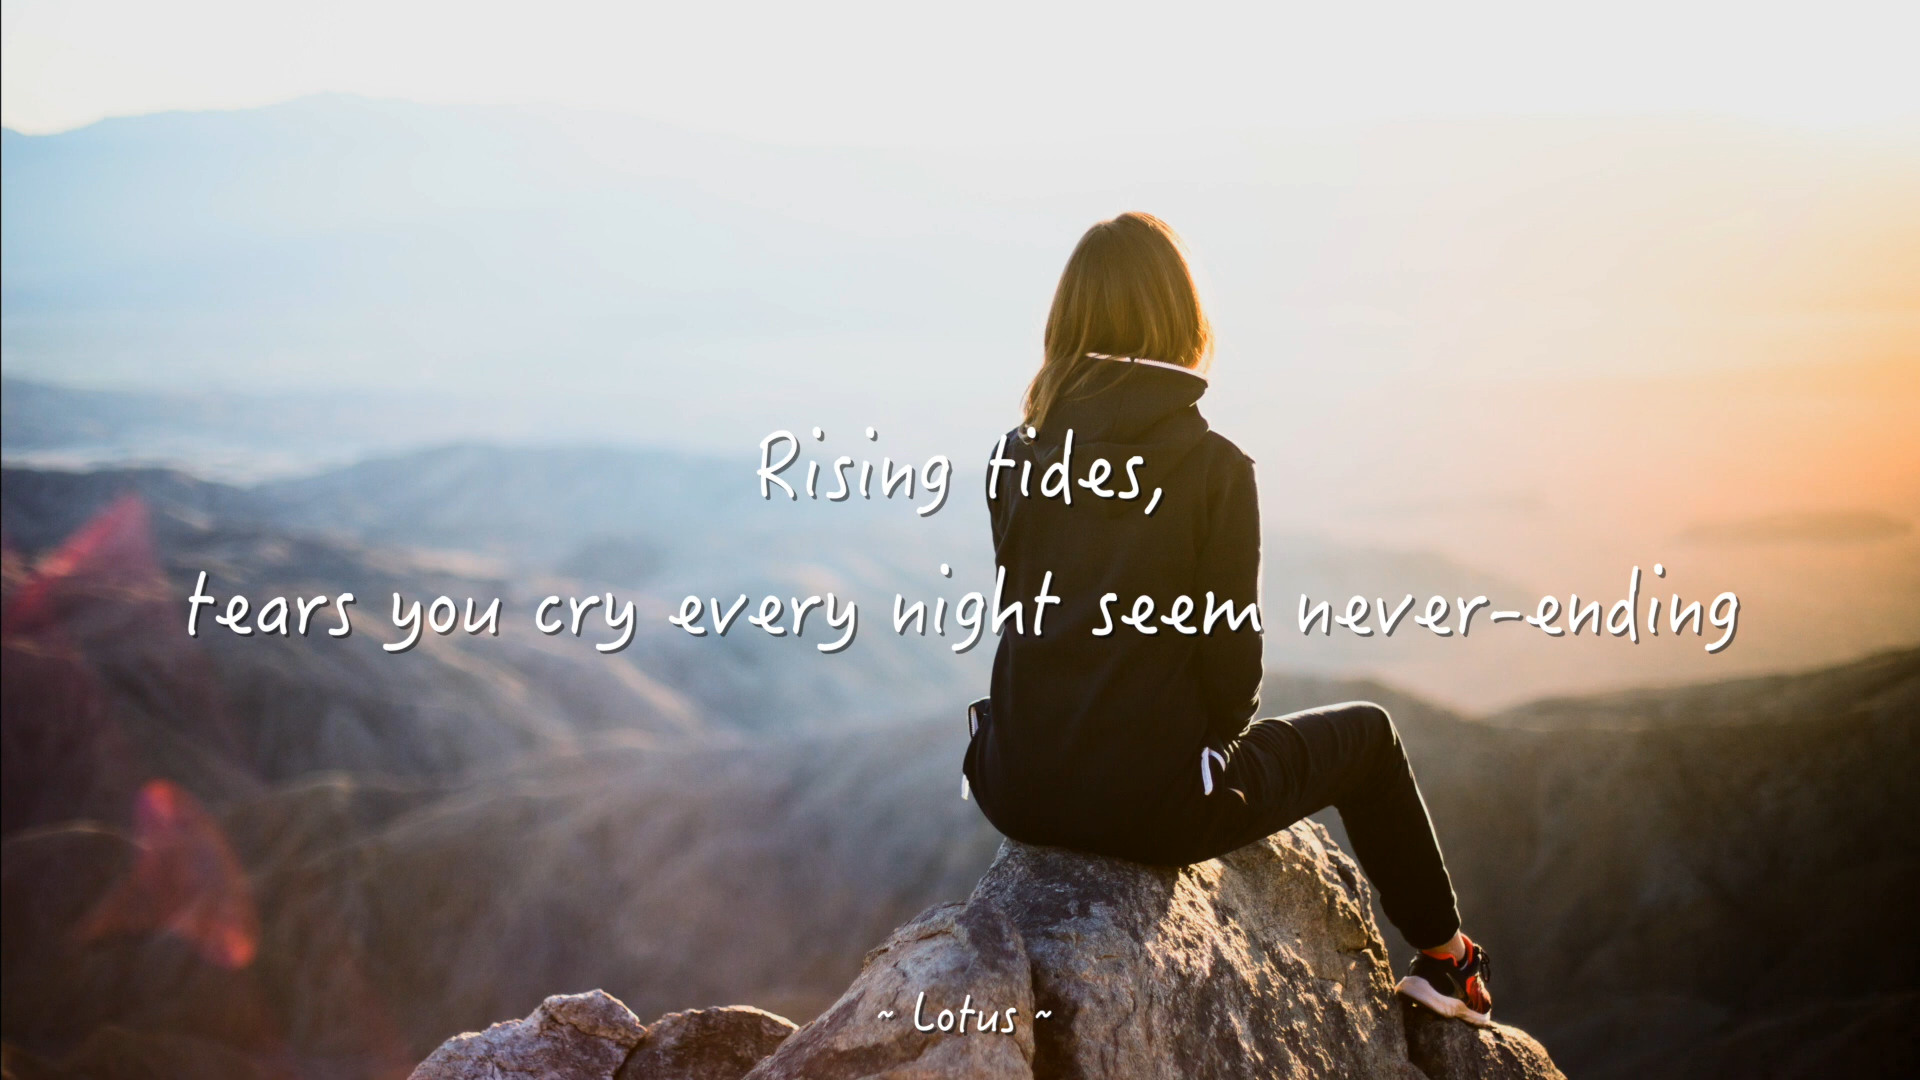 Rising tides,
tears you cry every night seem never-ending
~ Lotus ~